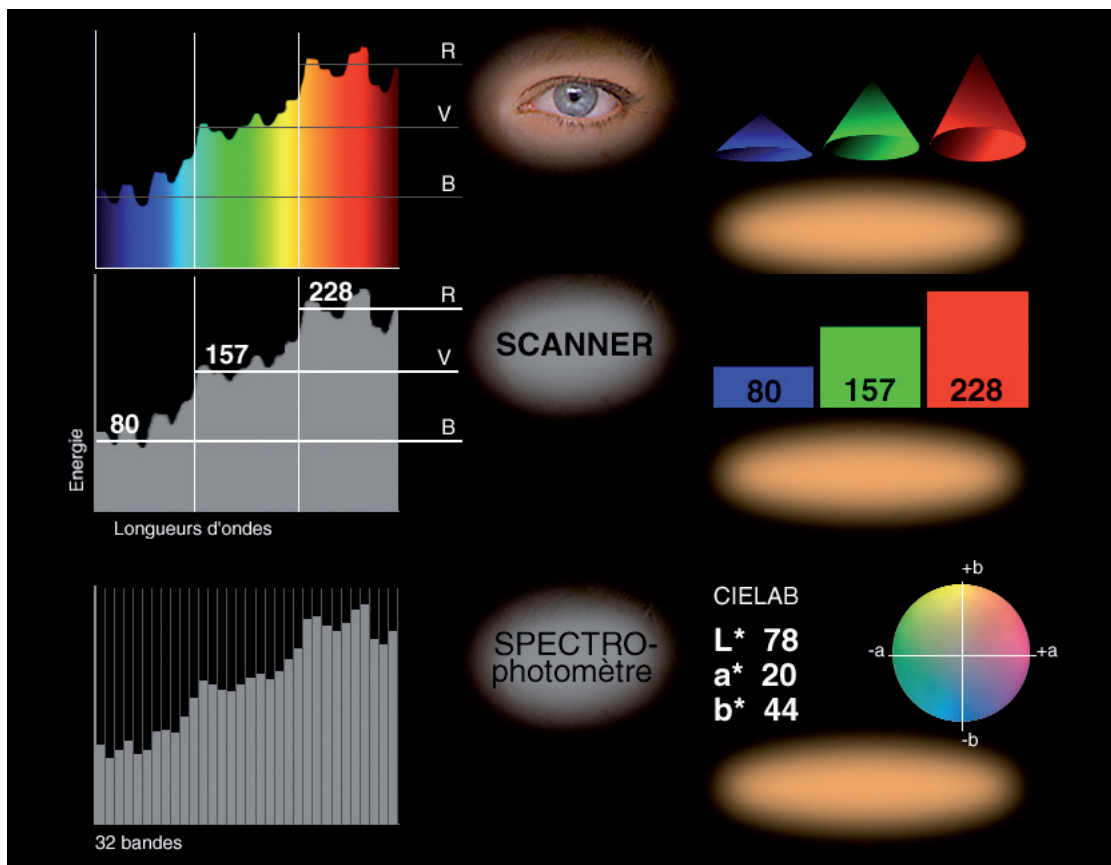 R
V
B
228
157
80
R
V
B
Energie
Longueurs d'ondes
SCANNER
80
157
228
32 bandes
SPECTRO-
photomètre
CIELAB
L* 78
a* 20
b* 44
+b
-a
+a
-b